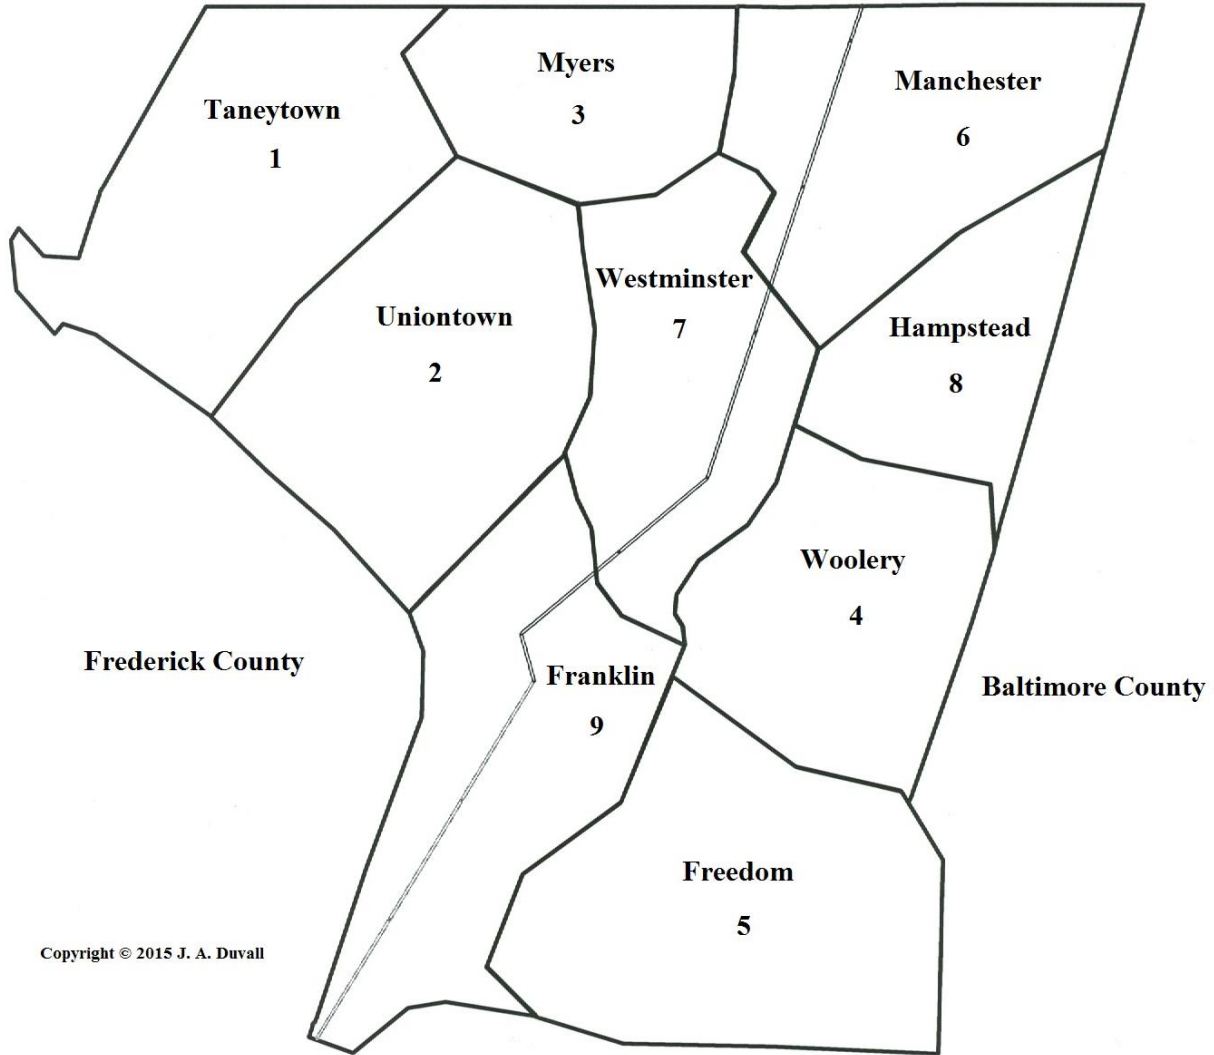 Myers
3
Manchester
6
Taneytown
1
Westminster
7
Uniontown
2
Hampstead
8
Woolery
4
Frederick County
Franklin
9
Baltimore County
Freedom
5
Copyright © 2015 J. A. Duvall